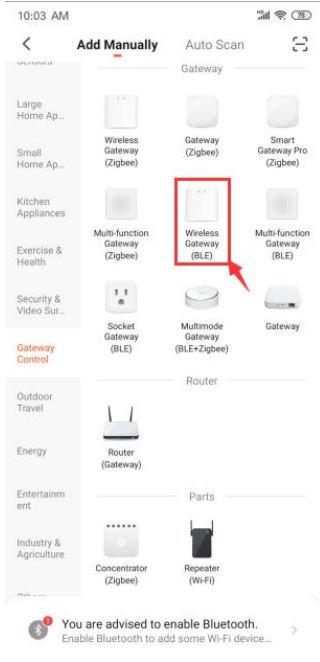 10:03 AM
75
Add Manually
Auto Scan
Gateway
Large
Home Ap...
Small
Home Ap...
Kitchen
Appliances
Exercise &
Health
Security &
Video Sur...
Gateway
Control
Outdoor
Travel
Energy
Entertainm
ent
Industry &
Agriculture
Wireless
Gateway
(Zigbee)
Gateway
(Zigbee)
Smart
Gateway Pro
(Zigbee)
Multi-function
Gateway
(Zigbee)
Wireless
Gateway
(BLE)
Multi-function
Gateway
(BLE)
Socket
Gateway
(BLE)
Multimode
Gateway
(BLE+Zigbee)
Gateway
Router
Router
(Gateway)
Parts
Concentrator
(Zigbee)
Repeater
(Wi-Fi)
You are advised to enable Bluetooth.
Enable Bluetooth to add some Wi-Fi device...